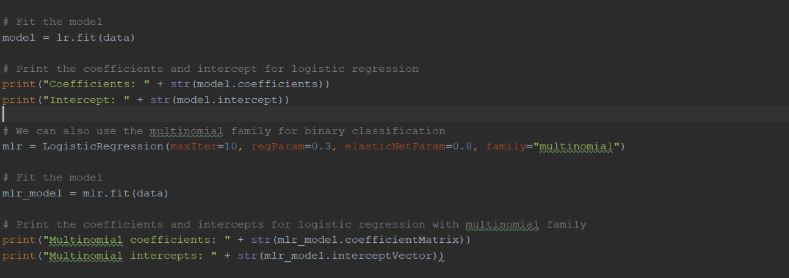 # Fit the model
model = lr.fit(data)
# Print the coefficients and intercept for logistic regression
print("Coefficients: " + str(model.coefficients))
print("Intercept: " + str(model.intercept))
# We can also use the multinomial family for binary classification
mlr = LogisticRegression(maxIter=10, regParam=0.3, elasticNetParam=0.8, family="multinomial")
# Fit the model
mlr_model = mlr.fit(data)
# Print the coefficients and intercepts for logistic regression with multinomial family
print("Multinomial coefficients: " + str(mlr_model.coefficientMatrix))
print("Multinomial intercepts: " + str(mlr_model.interceptVector))